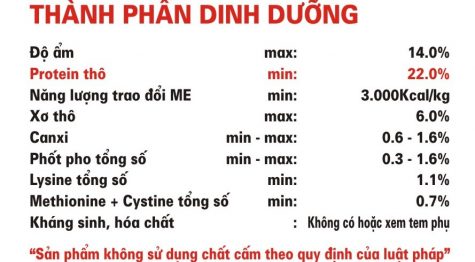 THÀNH PHẦN DINH DƯỠNG
Độ ẩm max: 14.0%
Protein thô min: 22.0%
Năng lượng trao đổi ME min: 3.000Kcal/kg
Xơ thô max: 6.0%
Canxi min - max: 0.6 - 1.6%
Phốt pho tổng số min - max: 0.3 - 1.6%
Lysine tổng số min: 1.1%
Methionine + Cystine tổng số min: 0.7%
Kháng sinh, hóa chất : Không có hoặc xem tem phụ
“Sản phẩm không sử dụng chất cấm theo quy định của luật pháp”